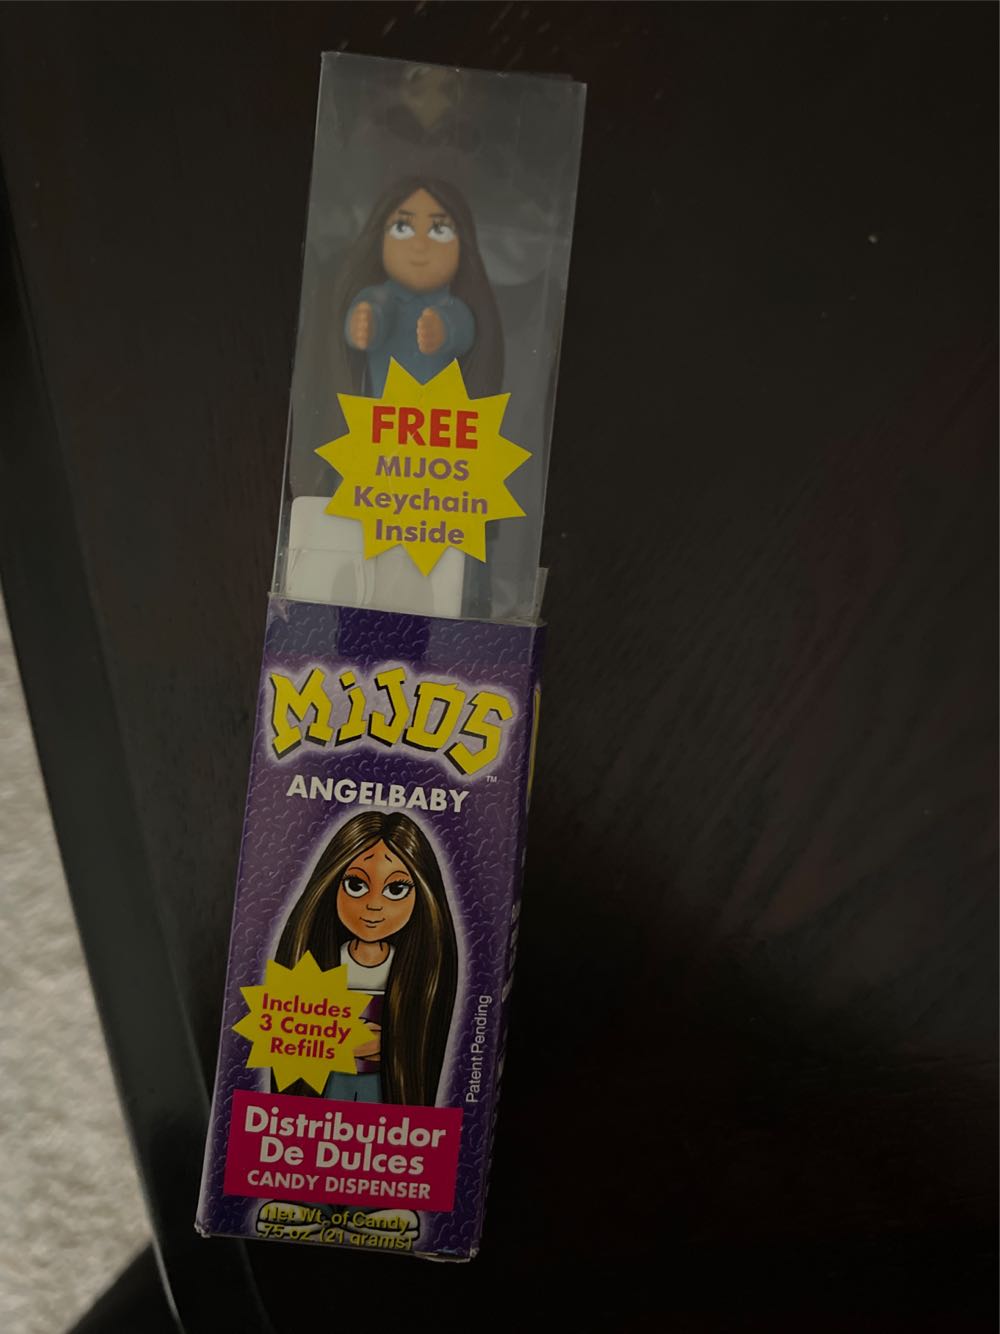 FREE
MIJOS
Keychain
Inside
MiJOS
TM
ANGELBABY
Includes
3 Candy
Refills
Patent Pending
Distribuidor
De Dulces
CANDY DISPENSER
Net Wt. of Candy
.75 oz (21 grams)